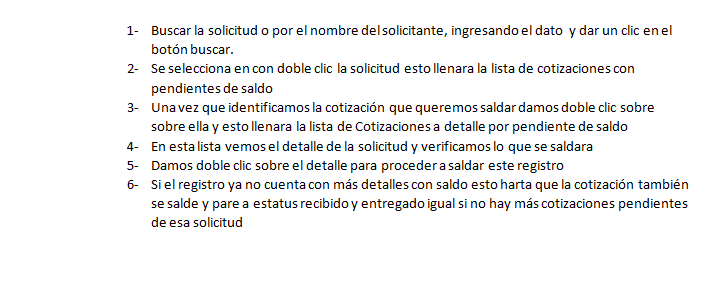 1- Buscar la solicitud o por el nombre del solicitante, ingresando el dato y dar un clic en el
botón buscar.
2- Se selecciona en con doble clic la solicitud esto llenara la lista de cotizaciones con
pendientes de saldo
3- Una vez que identificamos la cotización que queremos saldar damos doble clic sobre
sobre ella y esto llenara la lista de Cotizaciones a detalle por pendiente de saldo
4- En esta lista vemos el detalle de la solicitud y verificamos lo que se saldara
5- Damos doble clic sobre el detalle para proceder a saldar este registro
6- Si el registro ya no cuenta con más detalles con saldo esto harta que la cotización también
se salde y pare a estatus recibido y entregado igual si no hay más cotizaciones pendientes
de esa solicitud